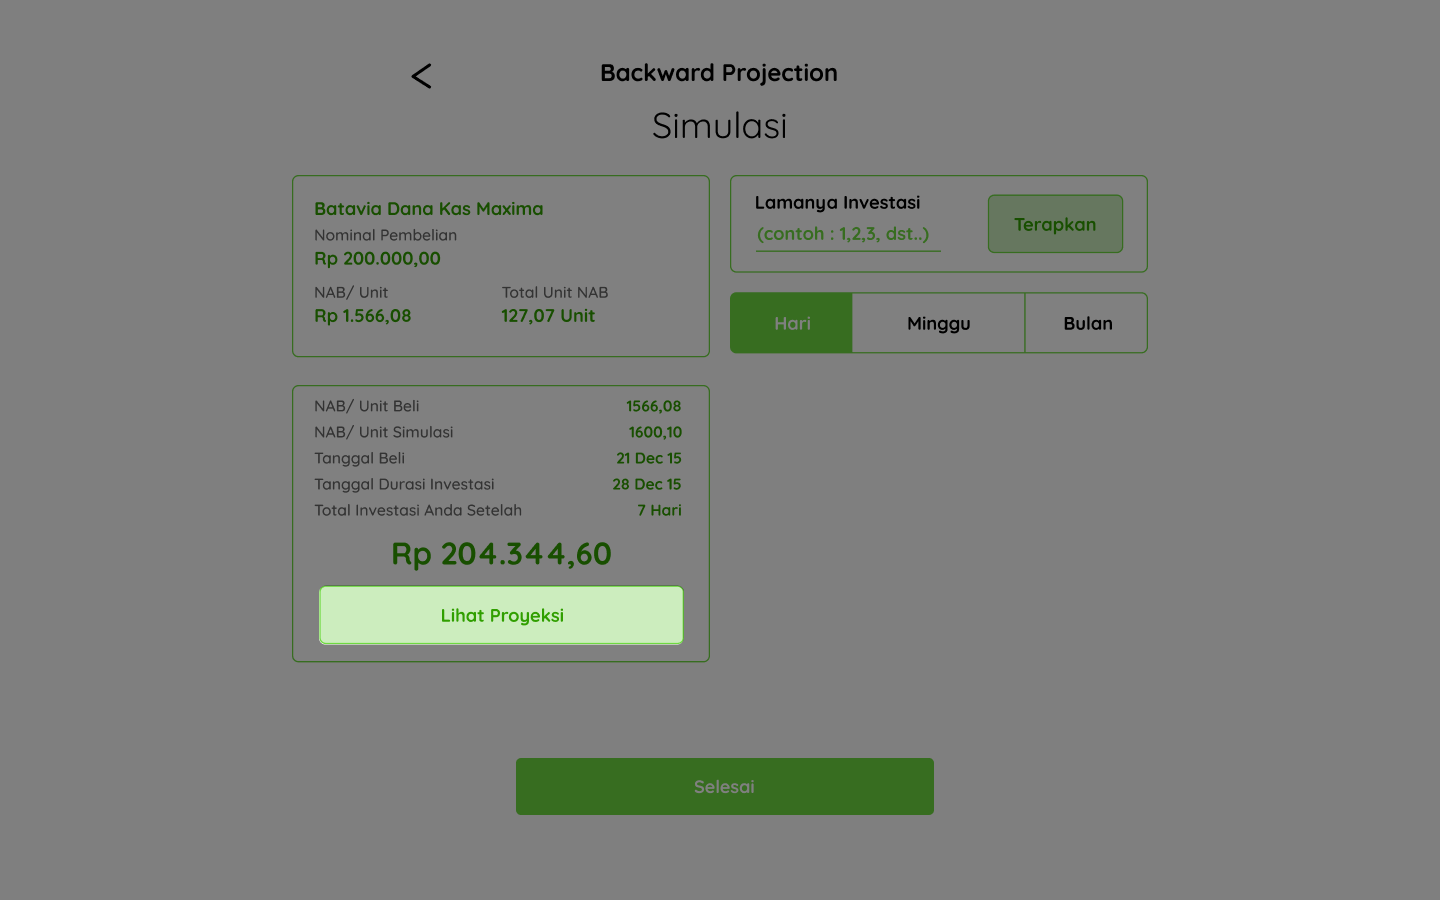 Backward Projection
Simulasi
Batavia Dana Kas Maxima
Nominal Pembelian
Rp 200.000,00
NAB/ Unit
Total Unit NAB
Rp 1.566,08
127,07 Unit
Lamanya Investasi
(contoh : 1,2,3, dst..)
Terapkan
Hari
Minggu
Bulan
NAB/ Unit Beli 1566,08
NAB/ Unit Simulasi 1600,10
Tanggal Beli 21 Dec 15
Tanggal Durasi Investasi 28 Dec 15
Total Investasi Anda Setelah 7 Hari
Rp 204.344,60
Lihat Proyeksi
Selesai